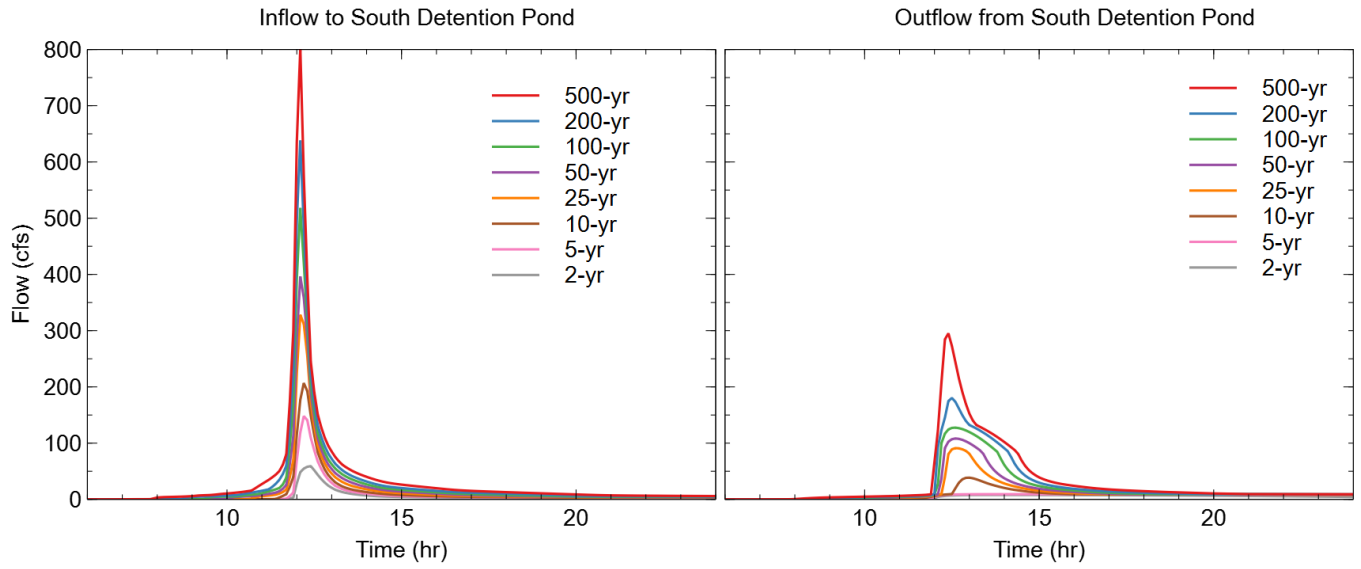 Inflow to South Detention Pond
800
700
600
500
400
300
200
100
0
Flow (cfs)
500-yr
200-yr
100-yr
50-yr
25-yr
10-yr
5-yr
2-yr
10
15
20
Time (hr)
Outflow from South Detention Pond
500-yr
200-yr
100-yr
50-yr
25-yr
10-yr
5-yr
2-yr
10
15
20
Time (hr)